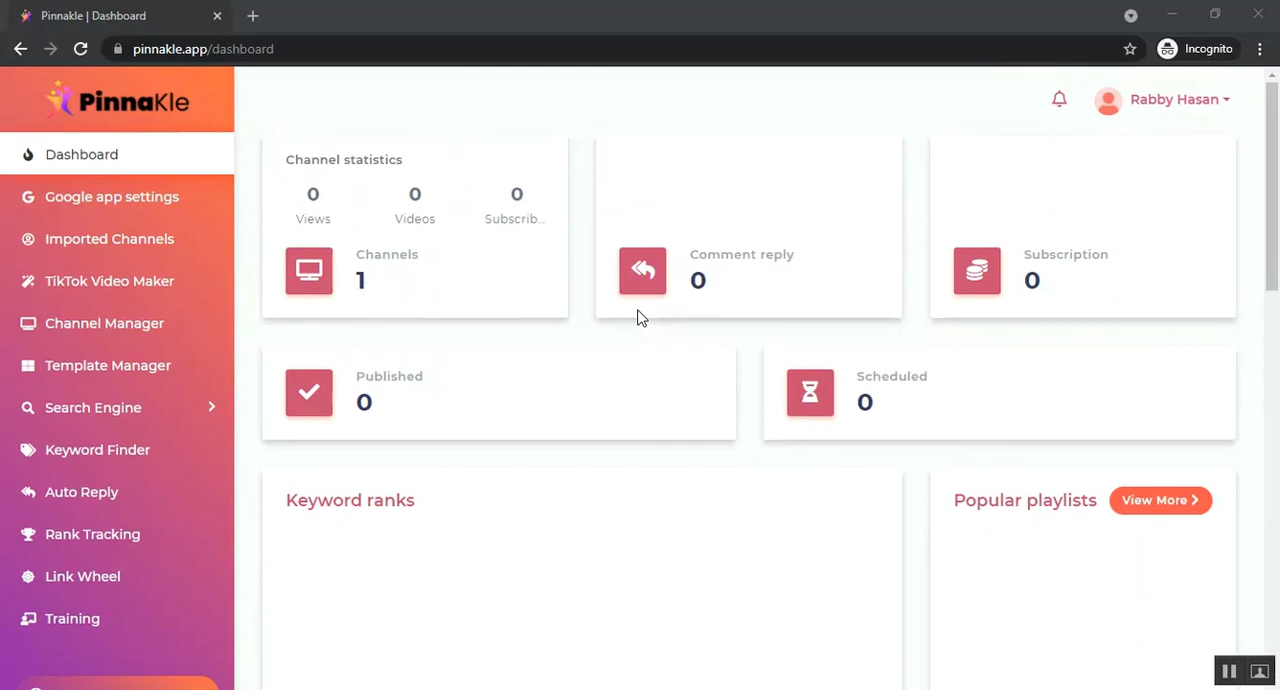 Pinnakle | Dashboard
pinnakle.app/dashboard
Incognito
PinnaKle
Rabby Hasan
Dashboard
Google app settings
Imported Channels
TikTok Video Maker
Channel Manager
Template Manager
Search Engine
Keyword Finder
Auto Reply
Rank Tracking
Link Wheel
Training
Channel statistics
0 0 0
Views Videos Subscrib...
Channels
1
Comment reply
0
Subscription
0
Published
0
Scheduled
0
Keyword ranks
Popular playlists
View More